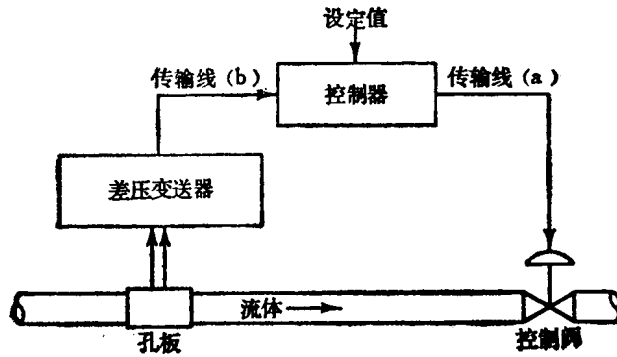 设定值
传输线（b）
控制器
传输线（a）
差压变送器
流体
孔板
控制阀